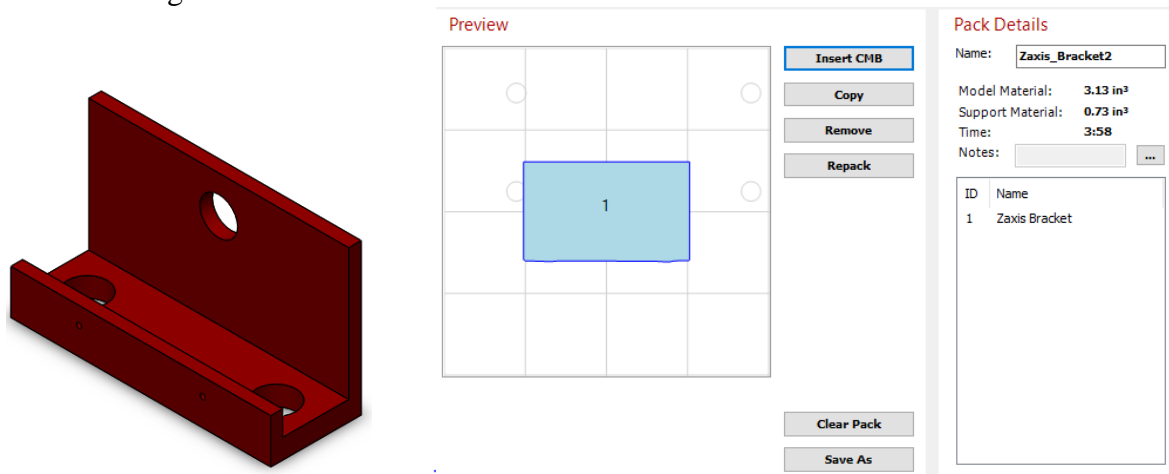 Preview
1
Insert CMB
Copy
Remove
Repack
Clear Pack
Save As
Pack Details
Name: Zaxis_Bracket2
Model Material: 3.13 in³
Support Material: 0.73 in³
Time: 3:58
Notes: ...
ID Name
1 Zaxis Bracket